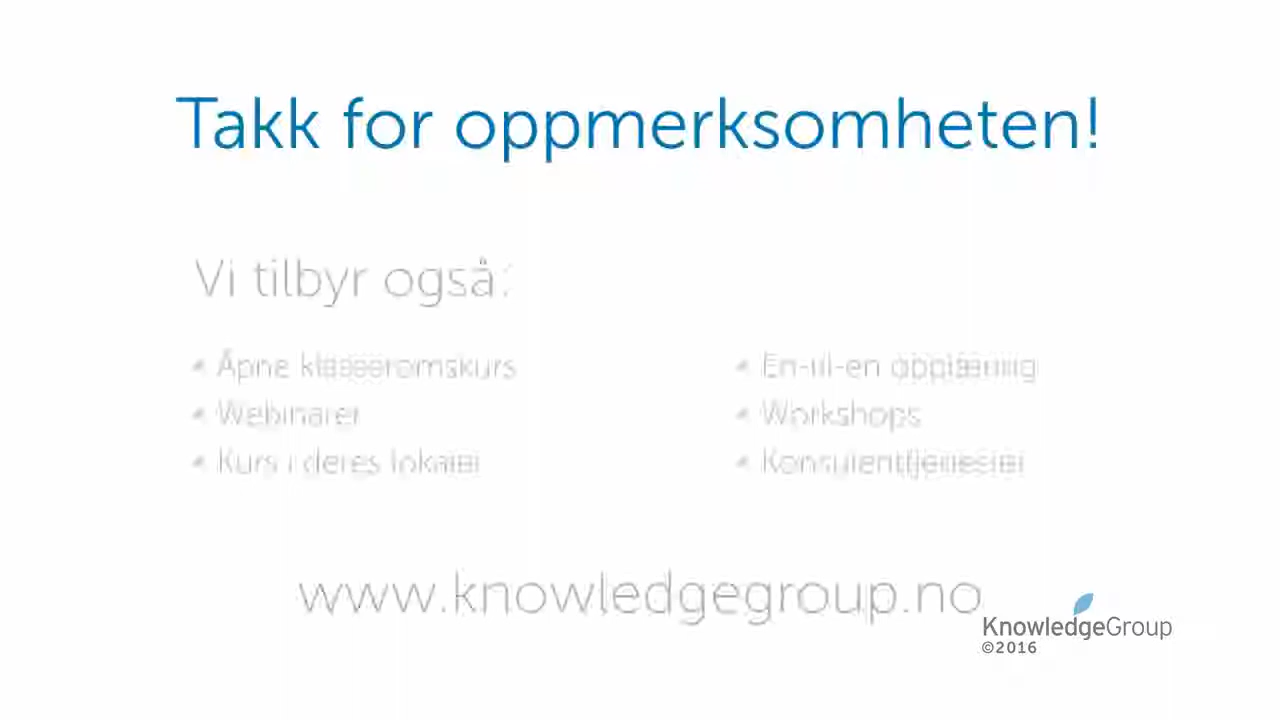 Takk for oppmerksomheten!
Vi tilbyr også:
• Åpne klasseromskurs
• Webinarer
• Kurs i deres lokaler
• En-til-en opplæring
• Workshops
• Konsulenttjenester
www.knowledgegroup.no
KnowledgeGroup
©2016